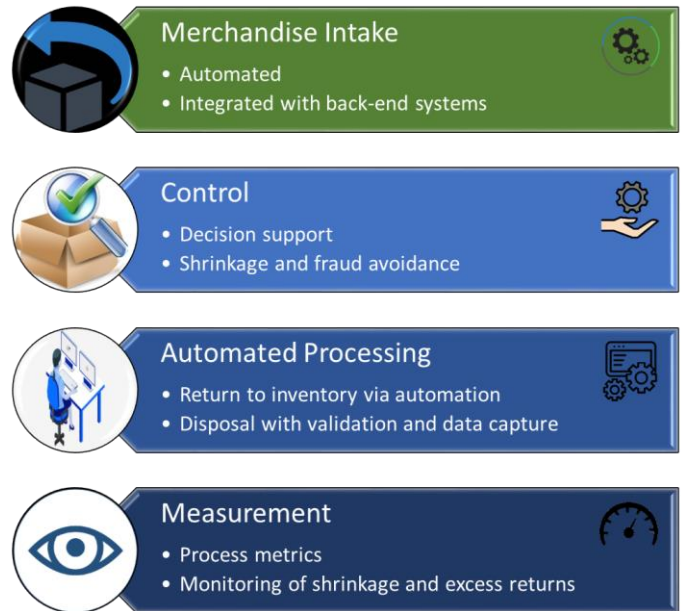 Merchandise Intake
• Automated
• Integrated with back-end systems
Control
• Decision support
• Shrinkage and fraud avoidance
Automated Processing
• Return to inventory via automation
• Disposal with validation and data capture
Measurement
• Process metrics
• Monitoring of shrinkage and excess returns